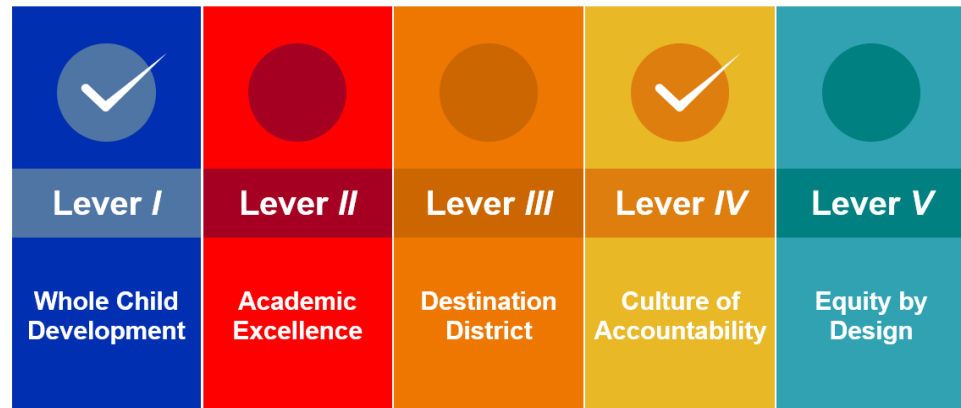 Lever I
Lever II
Lever III
Lever IV
Lever V
Whole Child
Development
Academic
Excellence
Destination
District
Culture of
Accountability
Equity by
Design